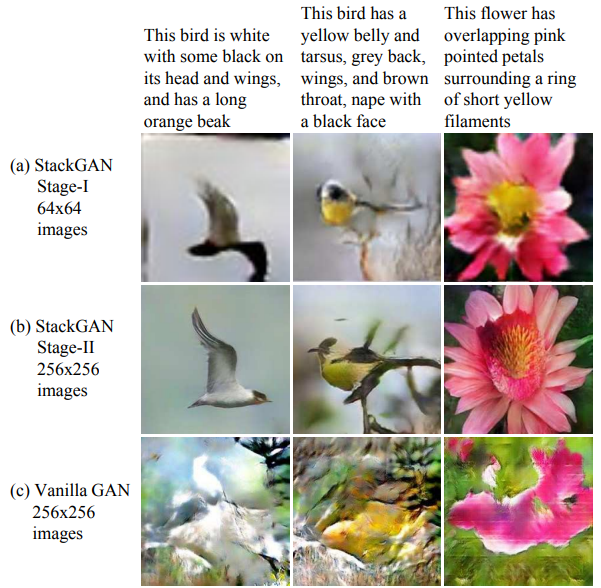 This bird is white
with some black on
its head and wings,
and has a long
orange beak
This bird has a
yellow belly and
tarsus, grey back,
wings, and brown
throat, nape with
a black face
This flower has
overlapping pink
pointed petals
surrounding a ring
of short yellow
filaments
(a) StackGAN
Stage-I
64x64
images
(b) StackGAN
Stage-II
256x256
images
(c) Vanilla GAN
256x256
images